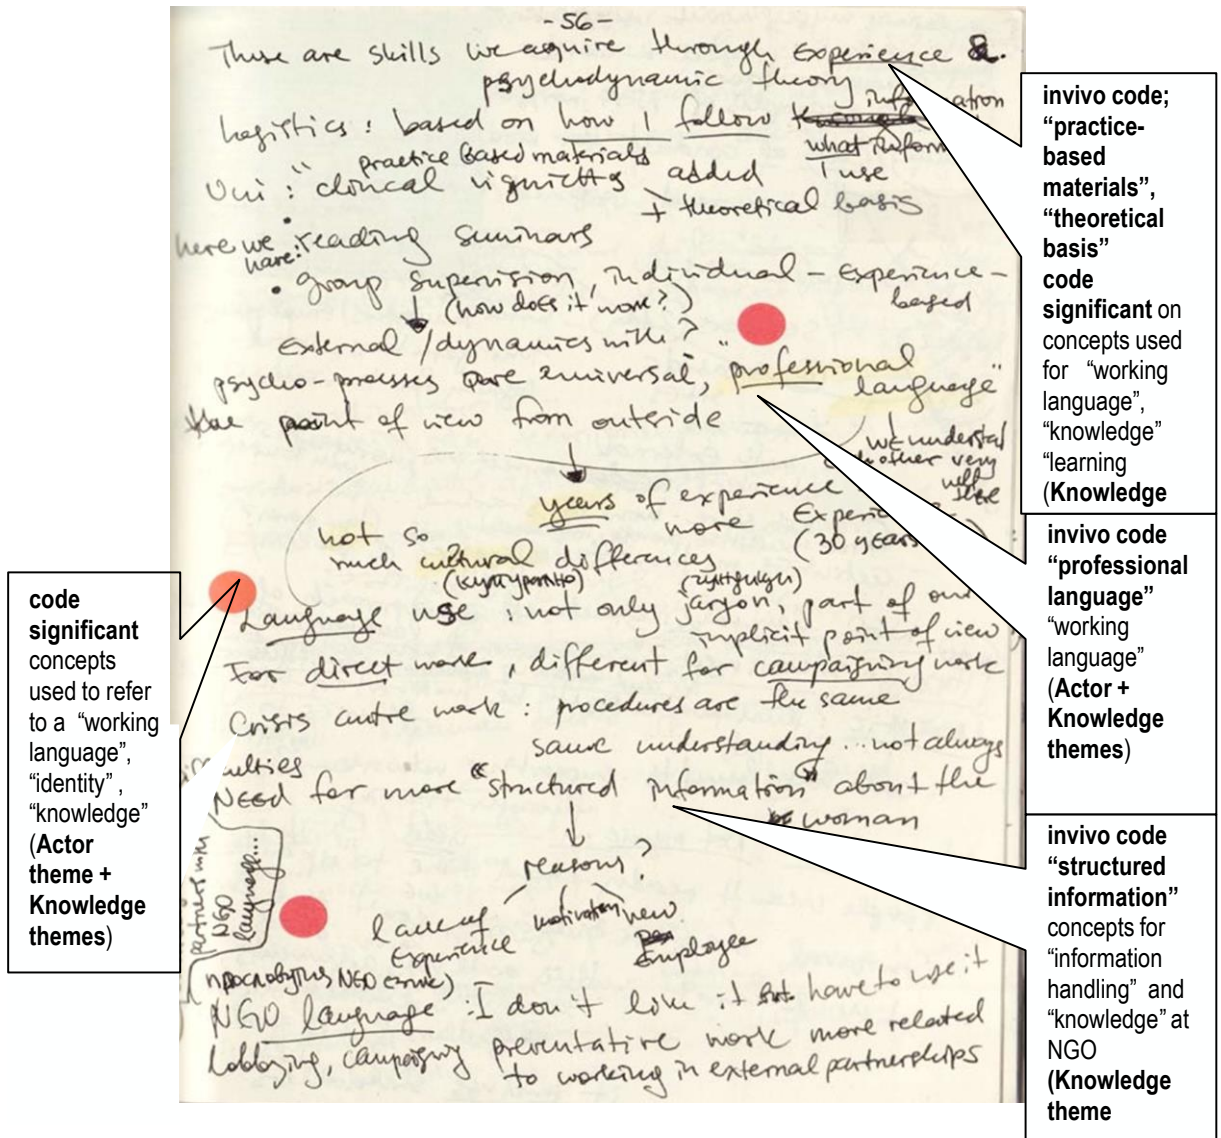 - 56 -
These are skills we aquire through experience &
psychodynamic theory
information
Logistics : based on how I follow
what inform
practice based materials
I use
Uni : "clinical vignettes added
+ theoretical basis
here we have:
• reading seminars
• group supervision, individual - experience -
based
(how does it work?)
External / dynamics with?
psycho-processes are universal, "professional
language"
the point of view from outside
we understand
each other very
well
years of experience
more
(30 years
not so
much cultural differences
Language use : not only jargon, part of our
implicit point of view
For direct work, different for campaigning work
Crisis centre work : procedures are the same
same understanding ... not always
Need for more "structured information" about the
woman
reasons?
lack of
Experience
motivation
new
Employee
partners with
NGO
language...
NGO language : I don't like it but have to use it
lobbying, campaigning preventative work more related
to working in external partnerships
invivo code;
“practice-
based
materials”,
“theoretical
basis”
code
significant on
concepts used
for “working
language”,
“knowledge”
“learning
(Knowledge
invivo code
“professional
language”
“working
language”
(Actor +
Knowledge
themes)
invivo code
“structured
information”
concepts for
“information
handling” and
“knowledge” at
NGO
(Knowledge
theme
code
significant
concepts
used to refer
to a “working
language”,
“identity” ,
“knowledge”
(Actor
theme +
Knowledge
themes)